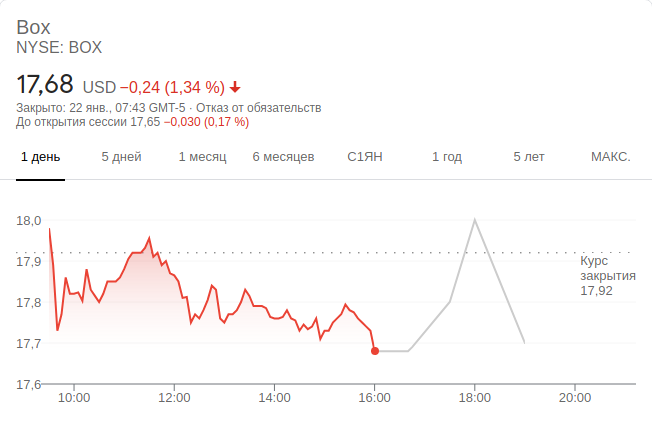 Box
NYSE: BOX
17,68 USD −0,24 (1,34 %)
Закрыто: 22 янв., 07:43 GMT-5 · Отказ от обязательств
До открытия сессии 17,65 −0,030 (0,17 %)
1 день 5 дней 1 месяц 6 месяцев С1ЯН 1 год 5 лет МАКС.
18,0
17,9
17,8
17,7
17,6
Курс
закрытия
17,92
10:00 12:00 14:00 16:00 18:00 20:00